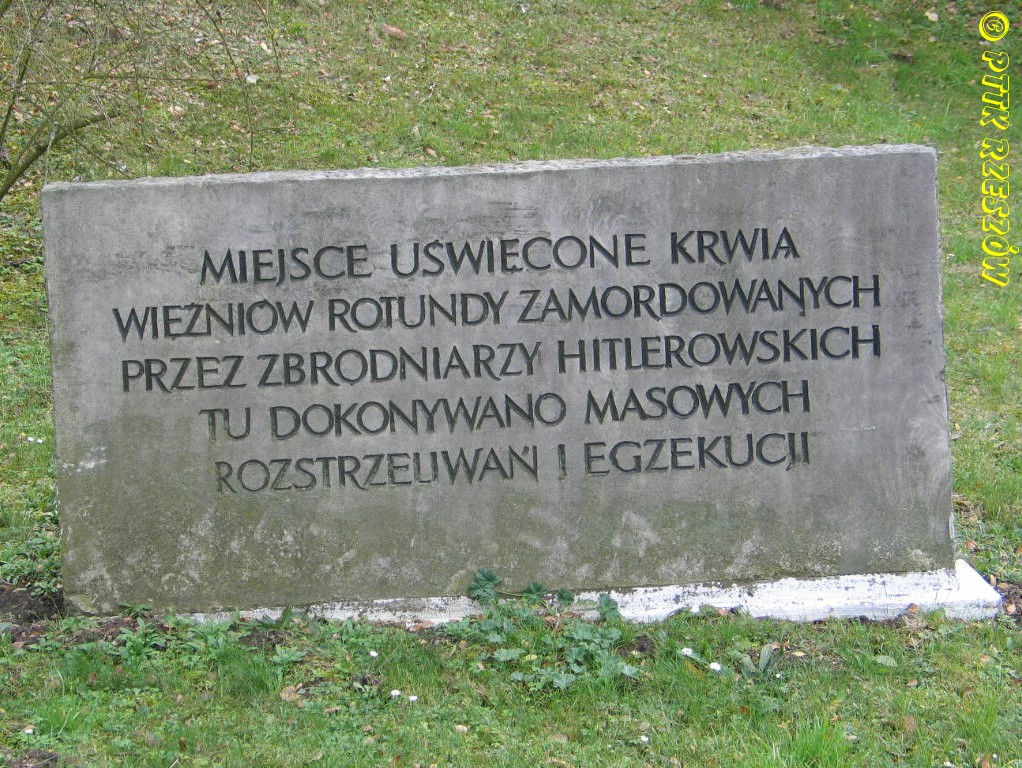 MIEJSCE UŚWIĘCONE KRWIĄ
WIĘŹNIÓW ROTUNDY ZAMORDOWANYCH
PRZEZ ZBRODNIARZY HITLEROWSKICH
TU DOKONYWANO MASOWYCH
ROZSTRZELIWAŃ I EGZEKUCJI
© PTTK RZESZÓW